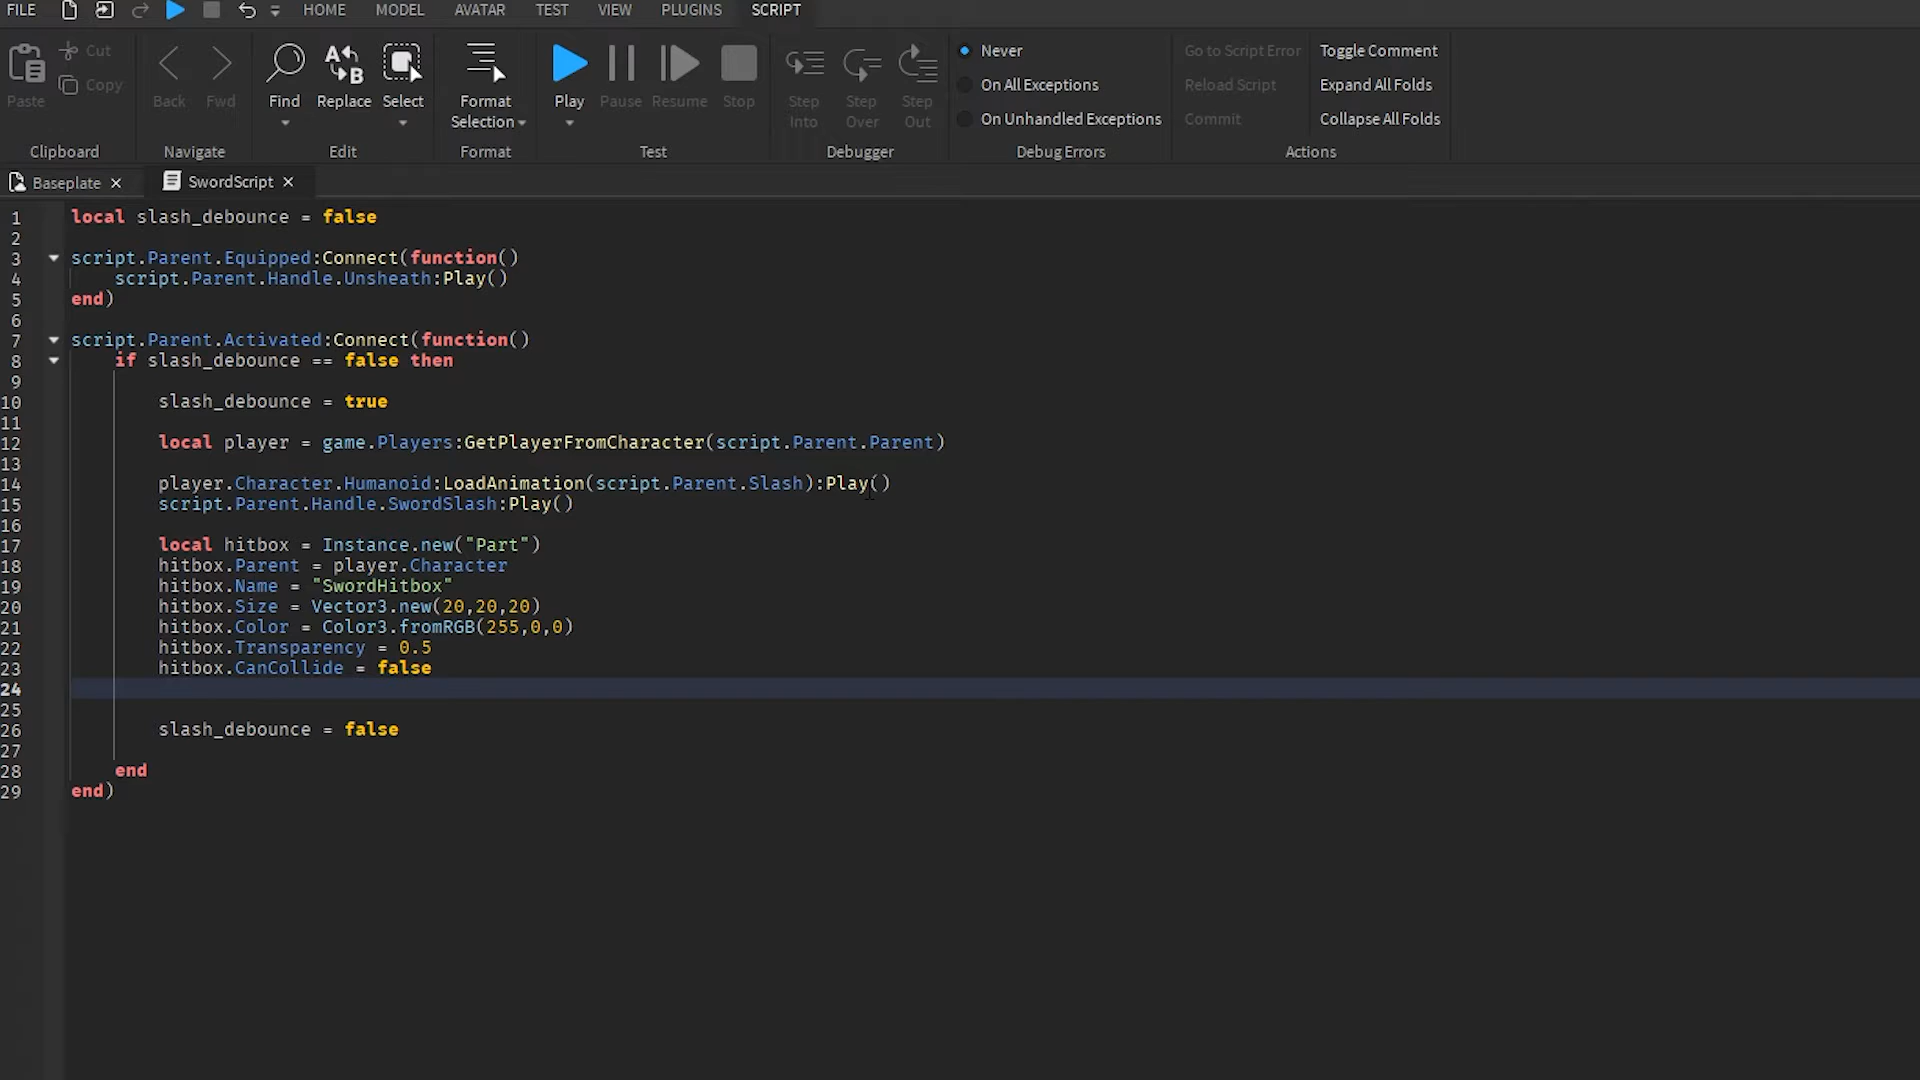 FILE HOME MODEL AVATAR TEST VIEW PLUGINS SCRIPT
Paste Cut Copy
Clipboard
Back Fwd
Navigate
Find Replace Select
Edit
Format Selection
Format
Play Pause Resume Stop
Test
Step Into Step Over Step Out
Debugger
Never
On All Exceptions
On Unhandled Exceptions
Debug Errors
Go to Script Error
Reload Script
Commit
Toggle Comment
Expand All Folds
Collapse All Folds
Actions
Baseplate SwordScript
1 local slash_debounce = false
2
3 script.Parent.Equipped:Connect(function()
4 script.Parent.Handle.Unsheath:Play()
5 end)
6
7 script.Parent.Activated:Connect(function()
8 if slash_debounce == false then
9
10 slash_debounce = true
11
12 local player = game.Players:GetPlayerFromCharacter(script.Parent.Parent)
13
14 player.Character.Humanoid:LoadAnimation(script.Parent.Slash):Play()
15 script.Parent.Handle.SwordSlash:Play()
16
17 local hitbox = Instance.new("Part")
18 hitbox.Parent = player.Character
19 hitbox.Name = "SwordHitbox"
20 hitbox.Size = Vector3.new(20,20,20)
21 hitbox.Color = Color3.fromRGB(255,0,0)
22 hitbox.Transparency = 0.5
23 hitbox.CanCollide = false
24
25
26 slash_debounce = false
27
28 end
29 end)